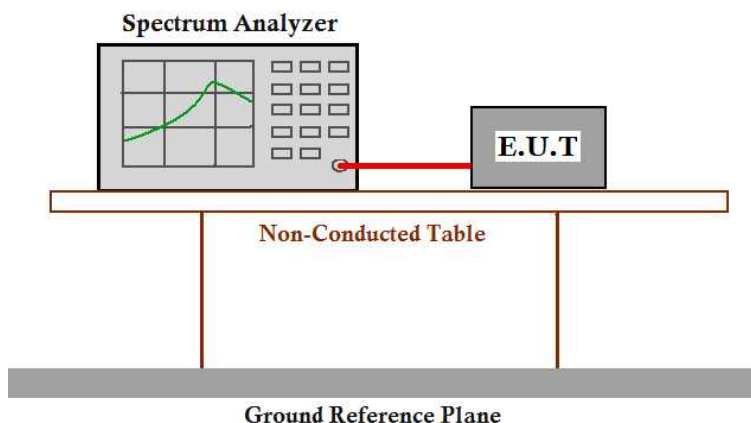 Spectrum Analyzer
E.U.T
Non-Conducted Table
Ground Reference Plane